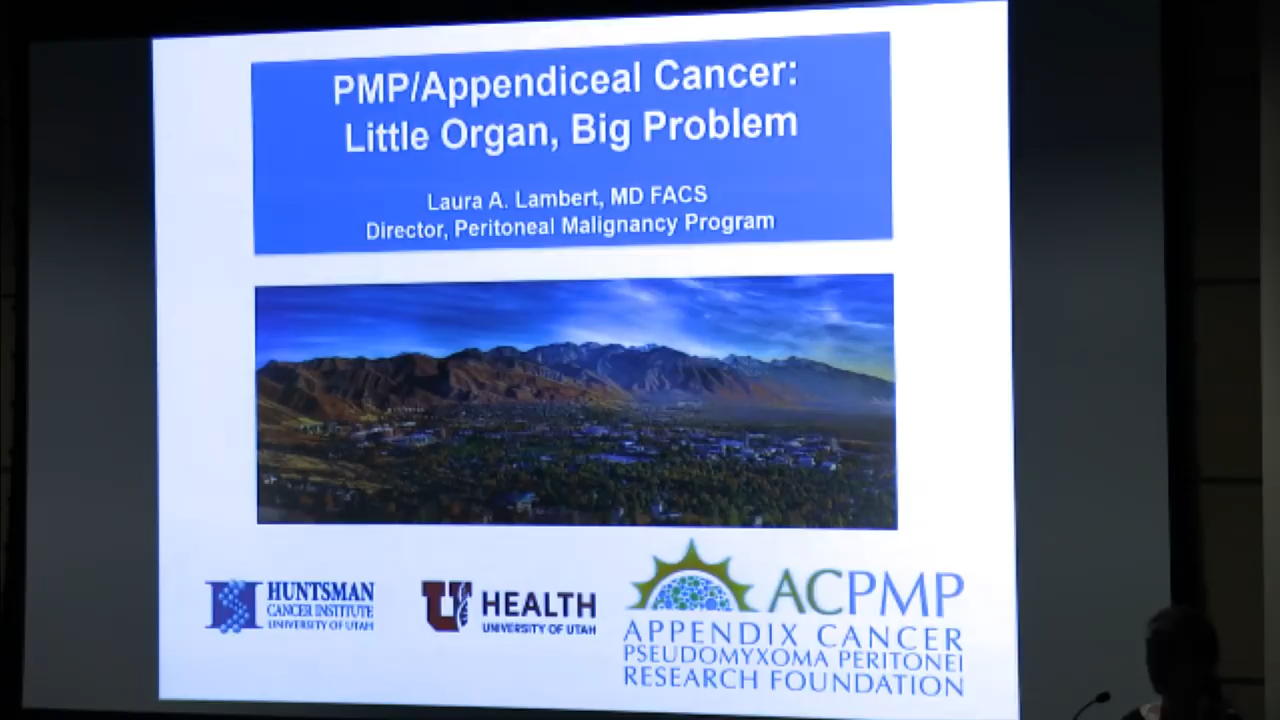 PMP/Appendiceal Cancer:
Little Organ, Big Problem
Laura A. Lambert, MD FACS
Director, Peritoneal Malignancy Program
HUNTSMAN
CANCER INSTITUTE
UNIVERSITY OF UTAH
U HEALTH
UNIVERSITY OF UTAH
ACPMP
APPENDIX CANCER
PSEUDOMYXOMA PERITONEI
RESEARCH FOUNDATION